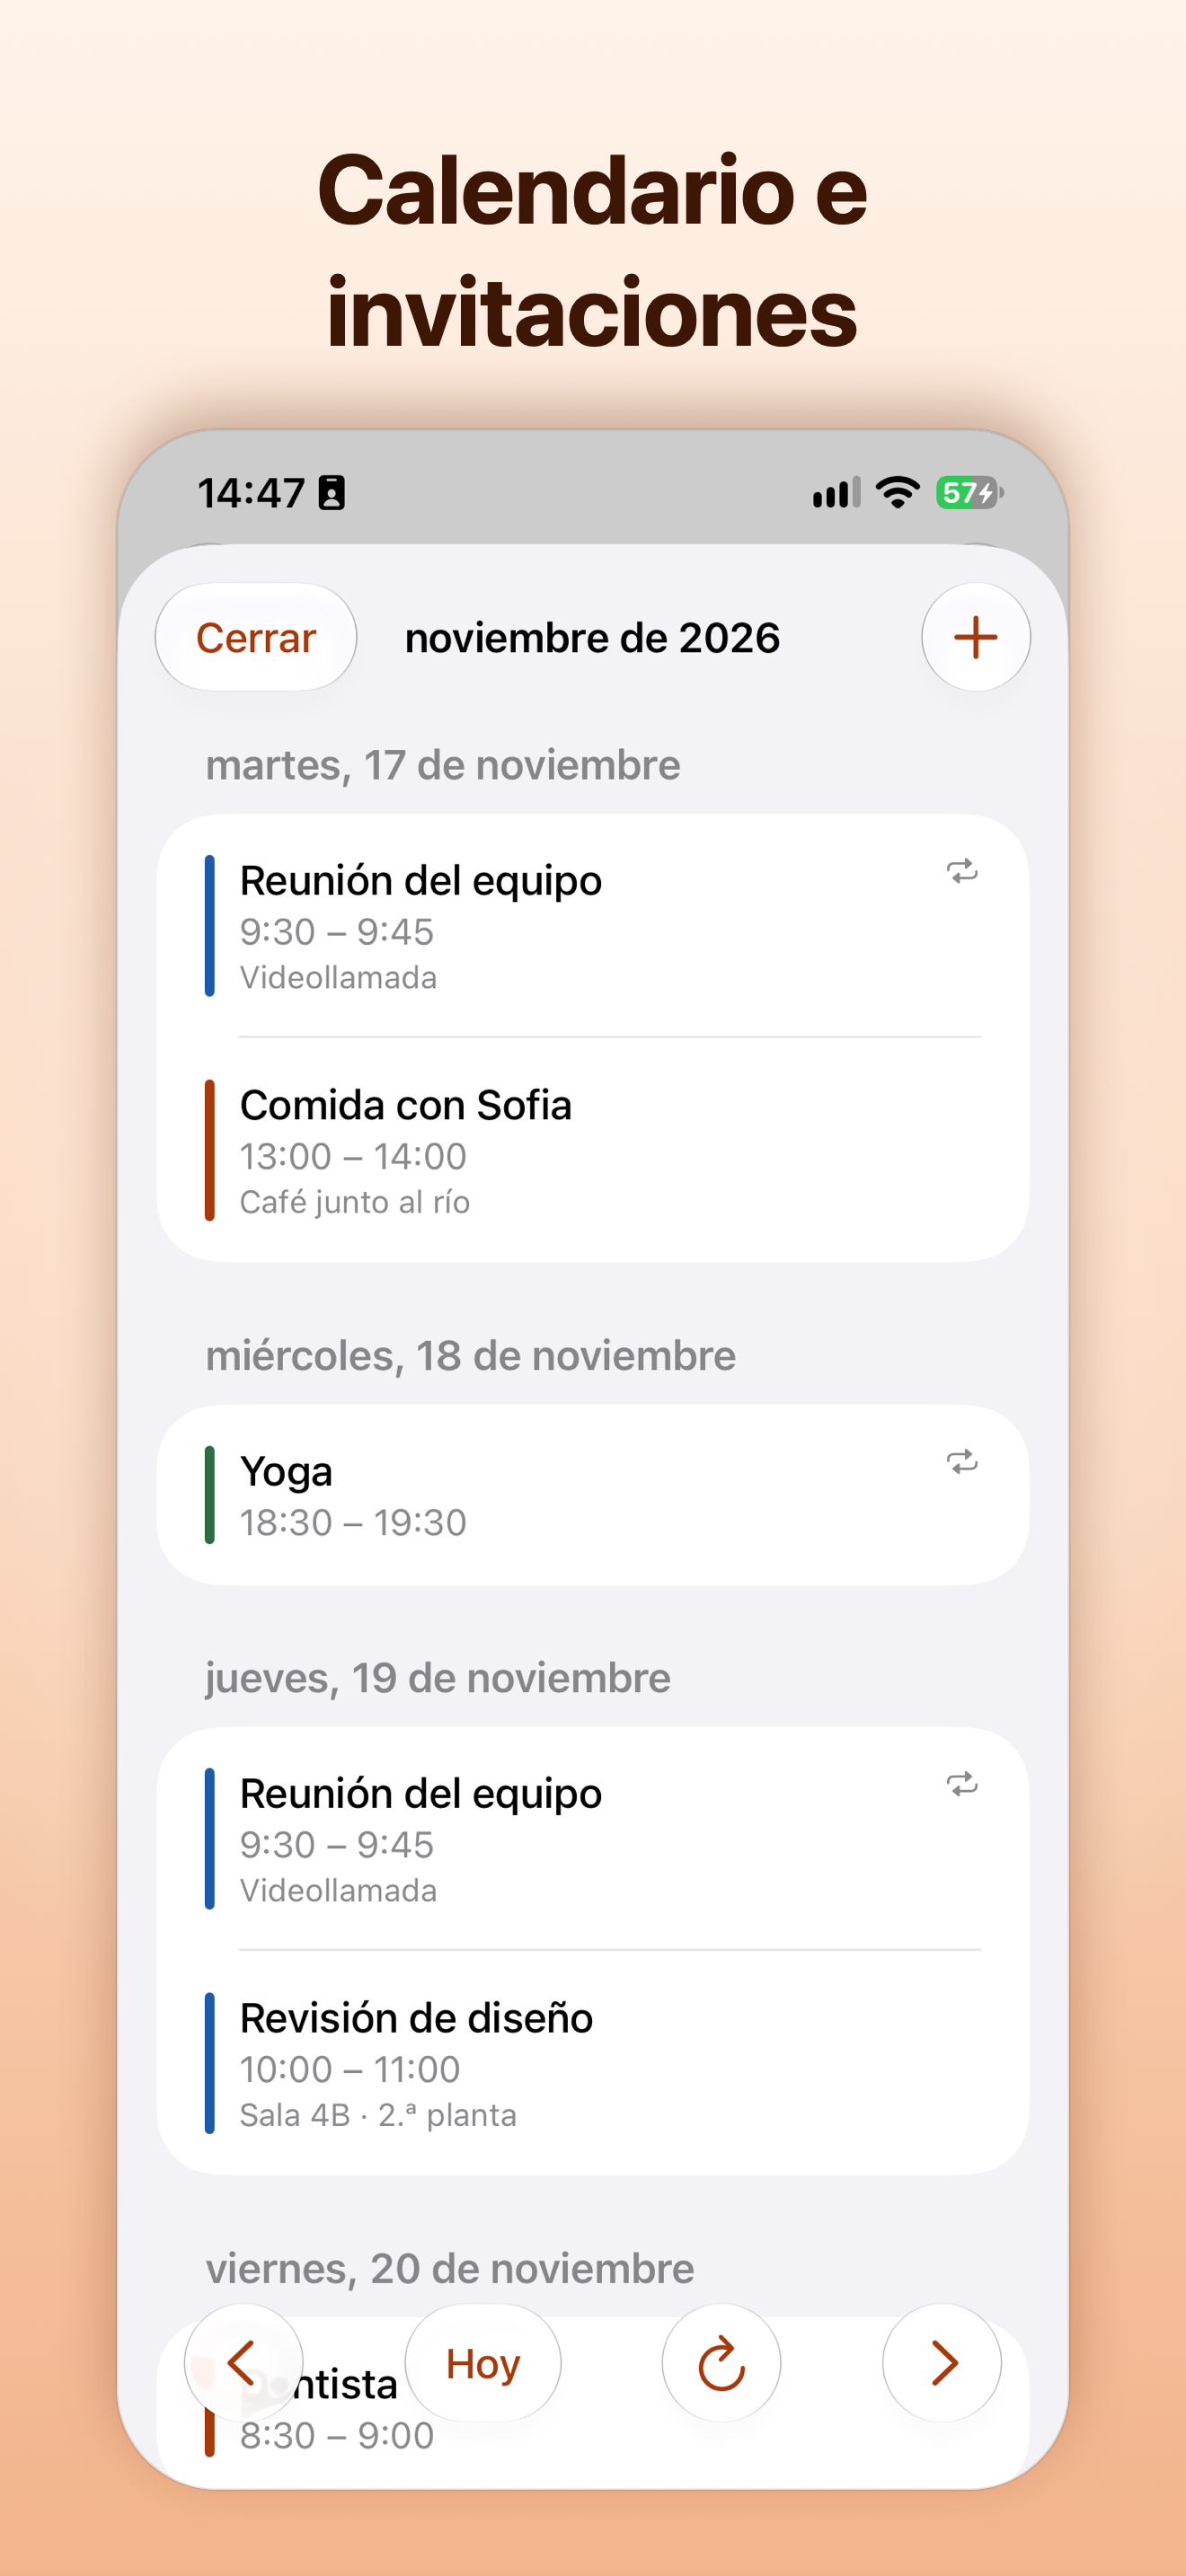 Calendario e
invitaciones
14:47
57
Cerrar
noviembre de 2026
martes, 17 de noviembre
Reunión del equipo
9:30 – 9:45
Videollamada
Comida con Sofia
13:00 – 14:00
Café junto al río
miércoles, 18 de noviembre
Yoga
18:30 – 19:30
jueves, 19 de noviembre
Reunión del equipo
9:30 – 9:45
Videollamada
Revisión de diseño
10:00 – 11:00
Sala 4B · 2.ª planta
viernes, 20 de noviembre
Hoy
8:30 – 9:00